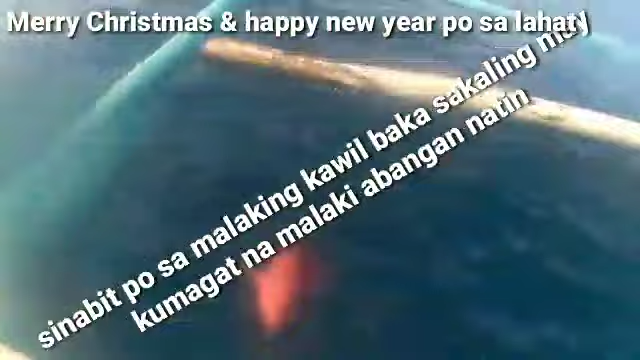 Merry Christmas & happy new year po sa lahat
sinabit po sa malaking kawil baka sakaling may
kumagat na malaki abangan natin